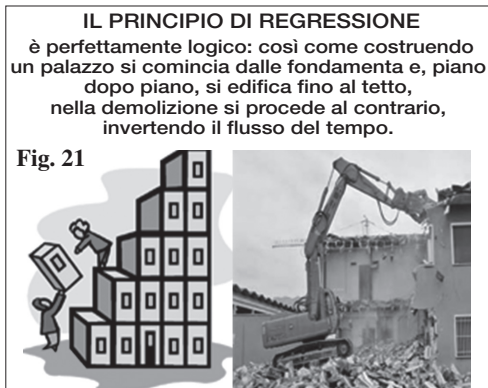 IL PRINCIPIO DI REGRESSIONE
è perfettamente logico: così come costruendo
un palazzo si comincia dalle fondamenta e, piano
dopo piano, si edifica fino al tetto,
nella demolizione si procede al contrario,
invertendo il flusso del tempo.
Fig. 21